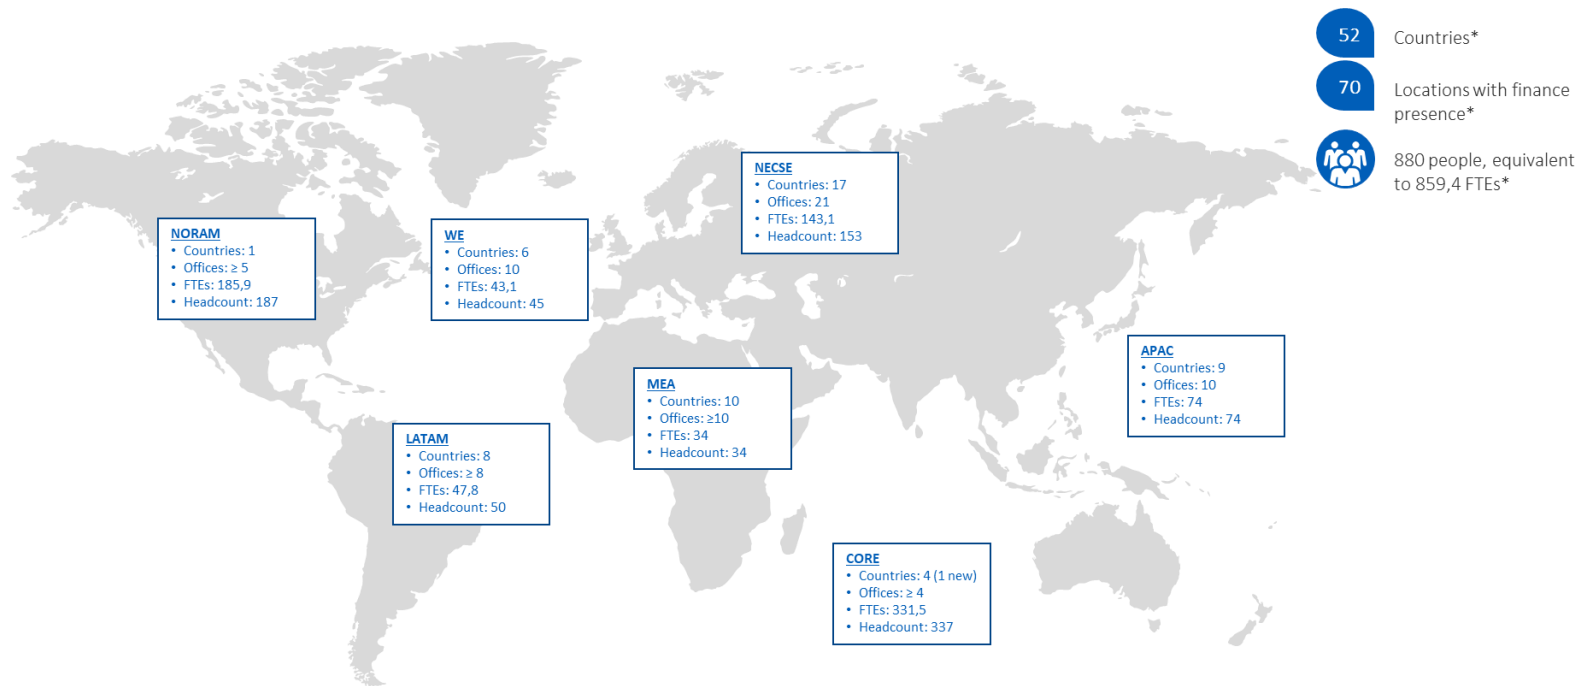 52
Countries*
70
Locations with finance
presence*
880 people, equivalent
to 859,4 FTEs*
NECSE
• Countries: 17
• Offices: 21
• FTEs: 143,1
• Headcount: 153
NORAM
• Countries: 1
• Offices: ≥ 5
• FTEs: 185,9
• Headcount: 187
WE
• Countries: 6
• Offices: 10
• FTEs: 43,1
• Headcount: 45
APAC
• Countries: 9
• Offices: 10
• FTEs: 74
• Headcount: 74
MEA
• Countries: 10
• Offices: ≥10
• FTEs: 34
• Headcount: 34
LATAM
• Countries: 8
• Offices: ≥ 8
• FTEs: 47,8
• Headcount: 50
CORE
• Countries: 4 (1 new)
• Offices: ≥ 4
• FTEs: 331,5
• Headcount: 337